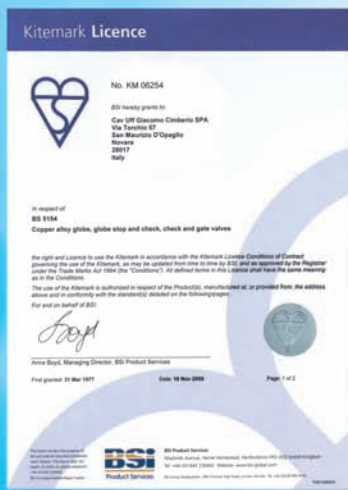 Kitemark Licence
No. KM 06254
BSI hereby grants to:
Cav Uff Giacomo Cimberio SPA
Via Torchio 57
San Maurizio D'Opaglio
Novara
28017
Italy
In respect of:
BS 5154
Copper alloy globe, globe stop and check, check and gate valves
the right and Licence to use the Kitemark in accordance with the Kitemark Licence Conditions of Contract
governing the use of the Kitemark, as may be updated from time to time by BSI, and as approved by the Registrar
under the Trade Marks Act 1994 (the "Conditions"). All defined terms in this Licence shall have the same meaning
as in the Conditions.
The use of the Kitemark is authorized in respect of the Product(s), manufactured at, or provided from, the address
above and in conformity with the standard(s) detailed on the following pages.
For and on behalf of BSI:
Anne Boyd, Managing Director, BSI Product Services
First granted: 31 Mar 1977
Page: 1 of 2
BSI
Product Services
BSI Product Services